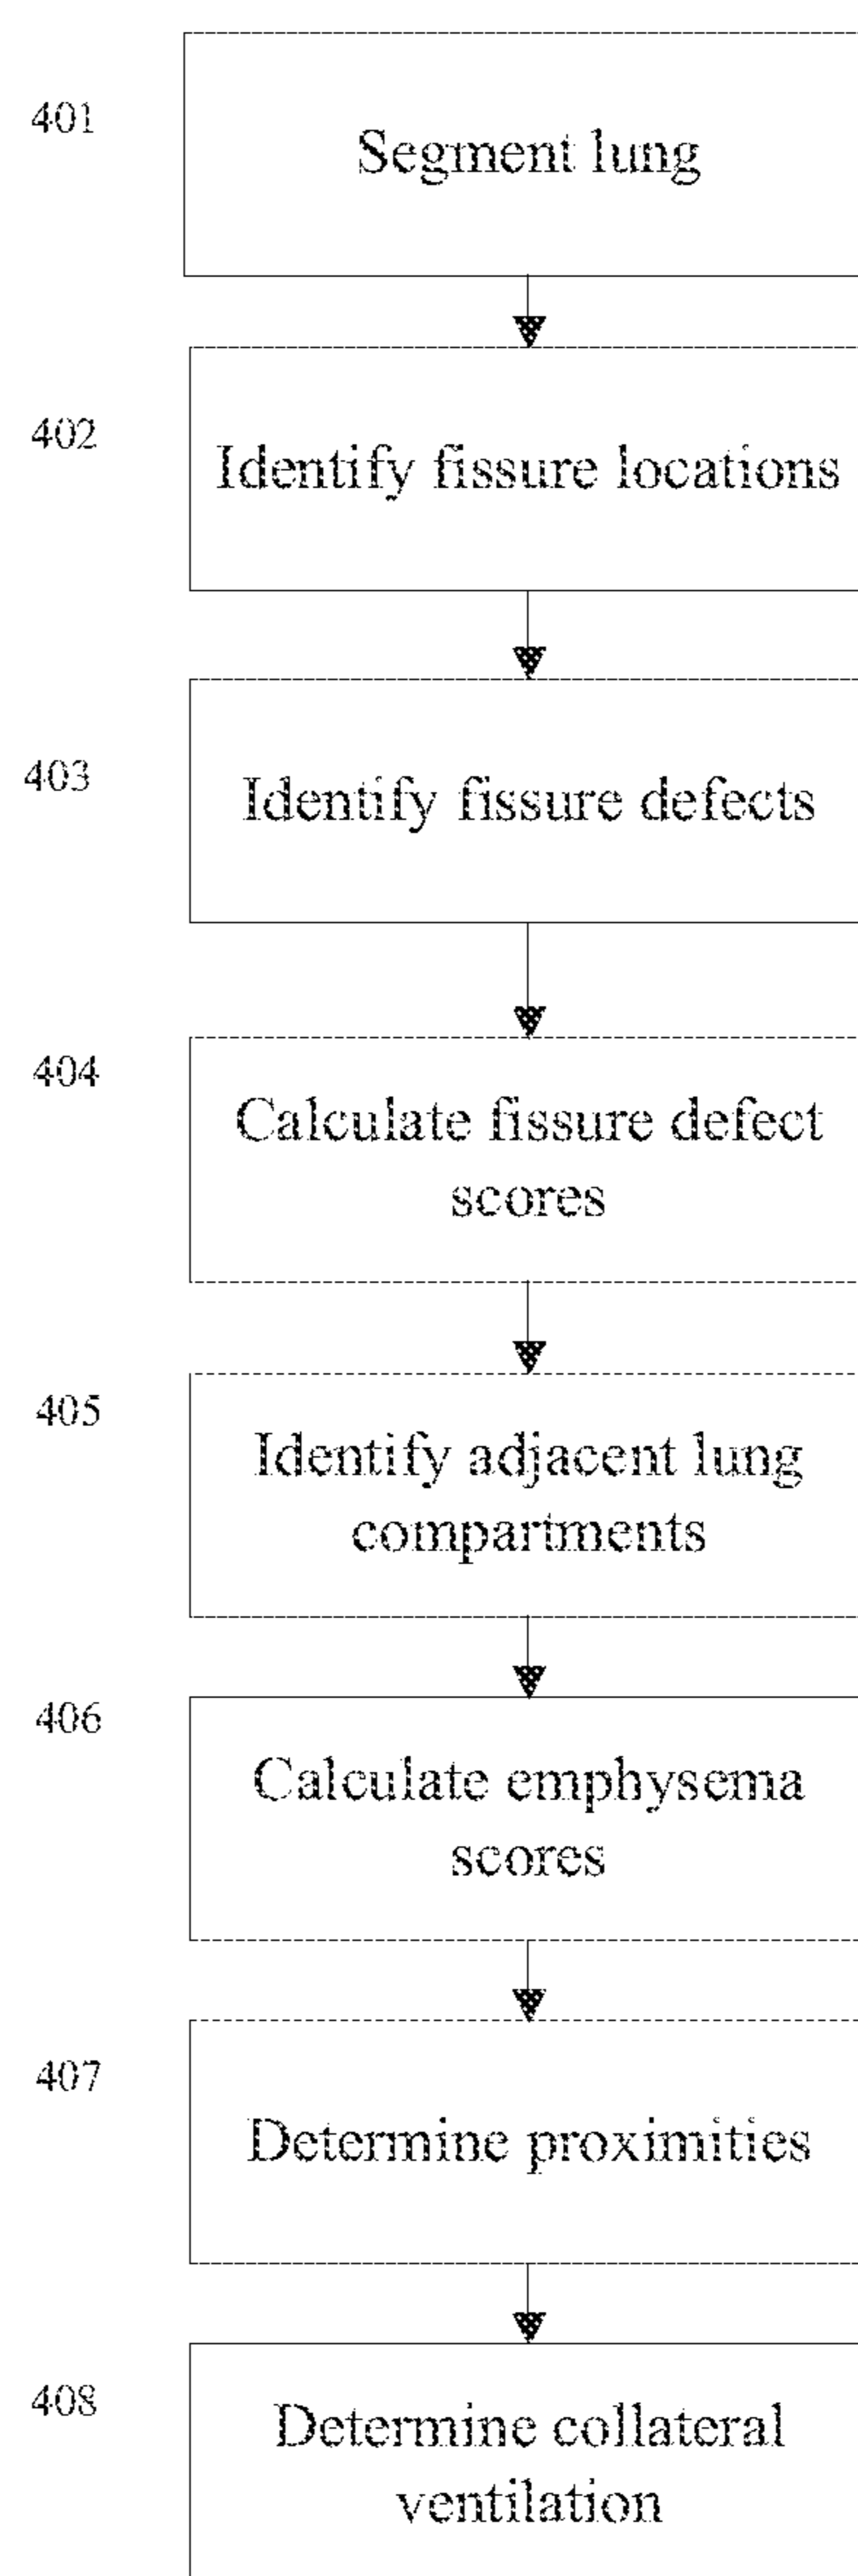 401
Segment lung
402
Identify fissure locations
403
Identify fissure defects
404
Calculate fissure defect
scores
405
Identify adjacent lung
compartments
406
Calculate emphysema
scores
407
Determine proximities
408
Determine collateral
ventilation